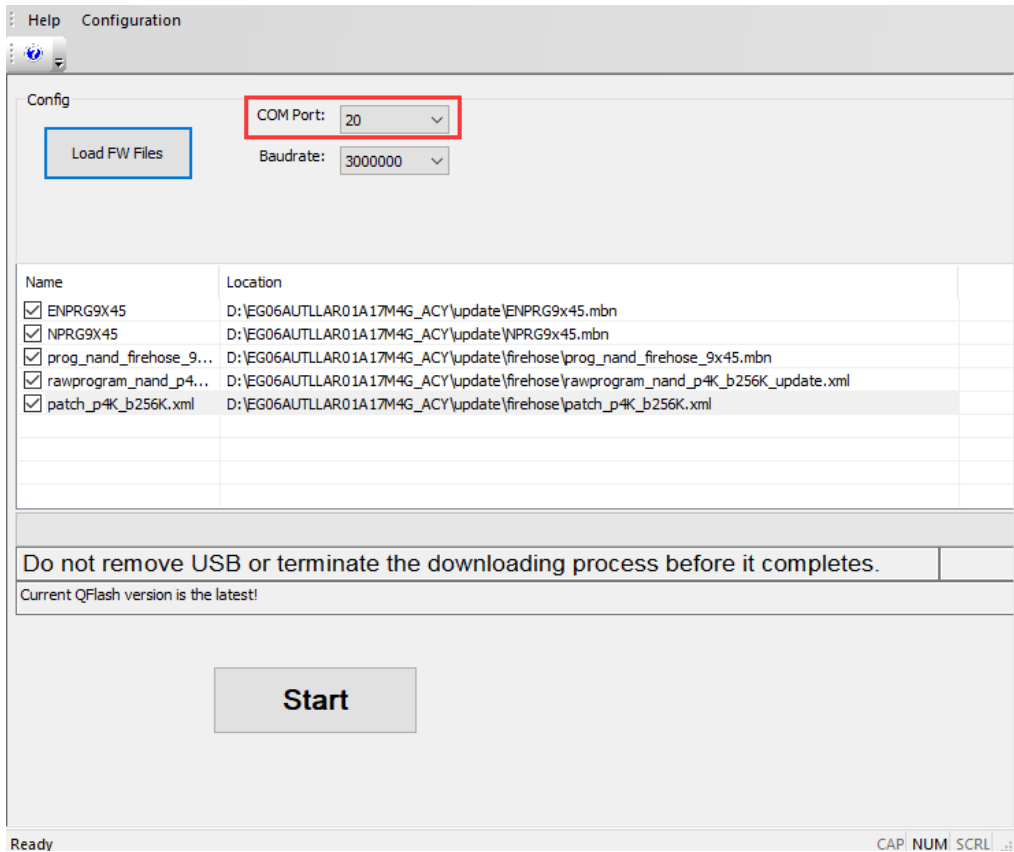 Help Configuration
Config
COM Port: 20
Load FW Files
Baudrate: 3000000
Name Location
ENPRG9X45 D:\EG06AUTLLAR01A17M4G_ACY\update\ENPRG9x45.mbn
NPRG9X45 D:\EG06AUTLLAR01A17M4G_ACY\update\NPRG9x45.mbn
prog_nand_firehose_9... D:\EG06AUTLLAR01A17M4G_ACY\update\firehose\prog_nand_firehose_9x45.mbn
rawprogram_nand_p4... D:\EG06AUTLLAR01A17M4G_ACY\update\firehose\rawprogram_nand_p4K_b256K_update.xml
patch_p4K_b256K.xml D:\EG06AUTLLAR01A17M4G_ACY\update\firehose\patch_p4K_b256K.xml
Do not remove USB or terminate the downloading process before it completes.
Current QFlash version is the latest!
Start
Ready CAP NUM SCRL